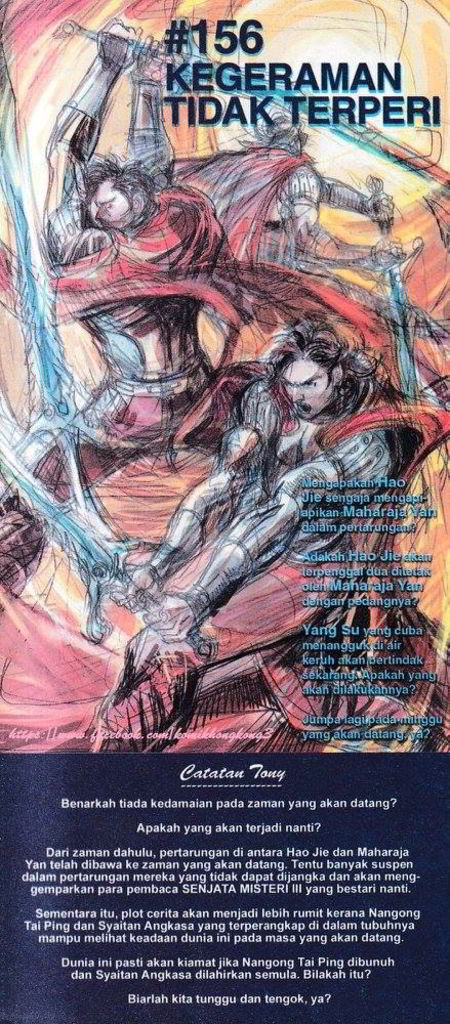 #156
KEGERAMAN
TIDAK TERPERI
Mengapakah Hao
Jie sengaja mengapi-
apikan Maharaja Yan
dalam pertarungan?
Adakah Hao Jie akan
terpenggal dua ditetak
oleh Maharaja Yan
dengan pedangnya?
Yang Su yang cuba
menangguk di air
keruh akan bertindak
sekarang. Apakah yang
akan dilakukannya?
Jumpa lagi pada minggu
yang akan datang, ya?
https://www.facebook.com/komikhongkong3
Catatan Tony
Benarkah tiada kedamaian pada zaman yang akan datang?
Apakah yang akan terjadi nanti?
Dari zaman dahulu, pertarungan di antara Hao Jie dan Maharaja
Yan telah dibawa ke zaman yang akan datang. Tentu banyak suspen
dalam pertarungan mereka yang tidak dapat dijangka dan akan meng-
gemparkan para pembaca SENJATA MISTERI III yang bestari nanti.
Sementara itu, plot cerita akan menjadi lebih rumit kerana Nangong
Tai Ping dan Syaitan Angkasa yang terperangkap di dalam tubuhnya
mampu melihat keadaan dunia ini pada masa yang akan datang.
Dunia ini pasti akan kiamat jika Nangong Tai Ping dibunuh
dan Syaitan Angkasa dilahirkan semula. Bilakah itu?
Biarlah kita tunggu dan tengok, ya?